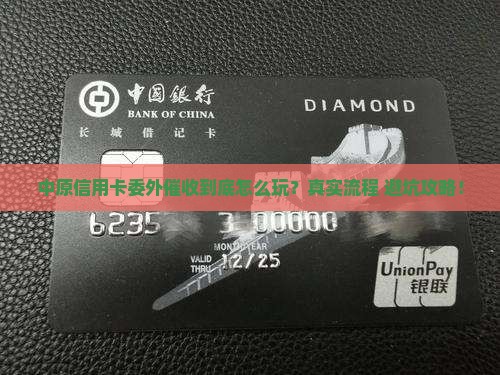 中国银行
BANK OF CHINA
DIAMOND
长城借记卡
中原信用卡委外催收到底怎么玩？真实流程 避坑攻略！
6235 3 00000
MONTH/YEAR
VALID THRU 12/25
UnionPay
银联